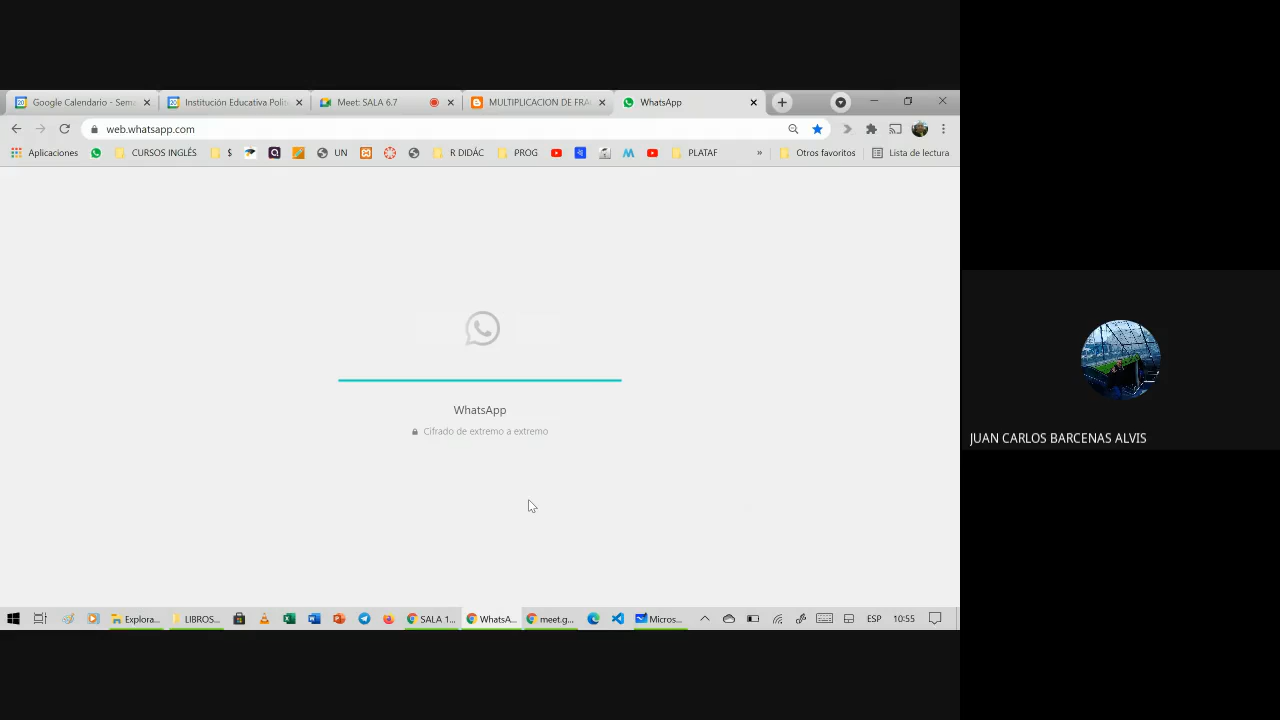 Google Calendario - Sema
Institución Educativa Polite
Meet: SALA 6.7
MULTIPLICACION DE FRA
WhatsApp
web.whatsapp.com
Aplicaciones
CURSOS INGLÉS
$
UN
R DIDÁC
PROG
PLATAF
»
Otros favoritos
Lista de lectura
WhatsApp
Cifrado de extremo a extremo
JUAN CARLOS BARCENAS ALVIS
Explora...
LIBROS...
SALA 1...
WhatsA...
meet.g...
Micros...
ESP
10:55